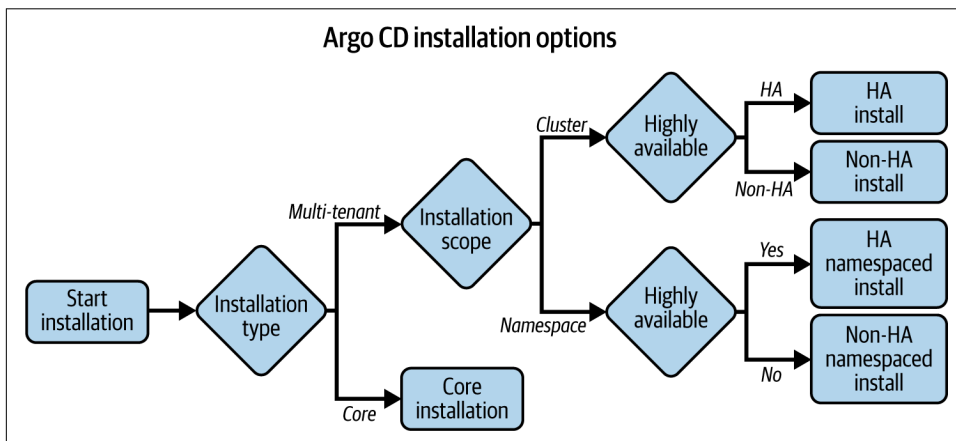 Argo CD installation options
Start
installation
Installation
type
Multi-tenant
Core
Core
installation
Installation
scope
Cluster
Namespace
Highly
available
HA
Non-HA
HA
install
Non-HA
install
Highly
available
Yes
No
HA
namespaced
install
Non-HA
namespaced
install